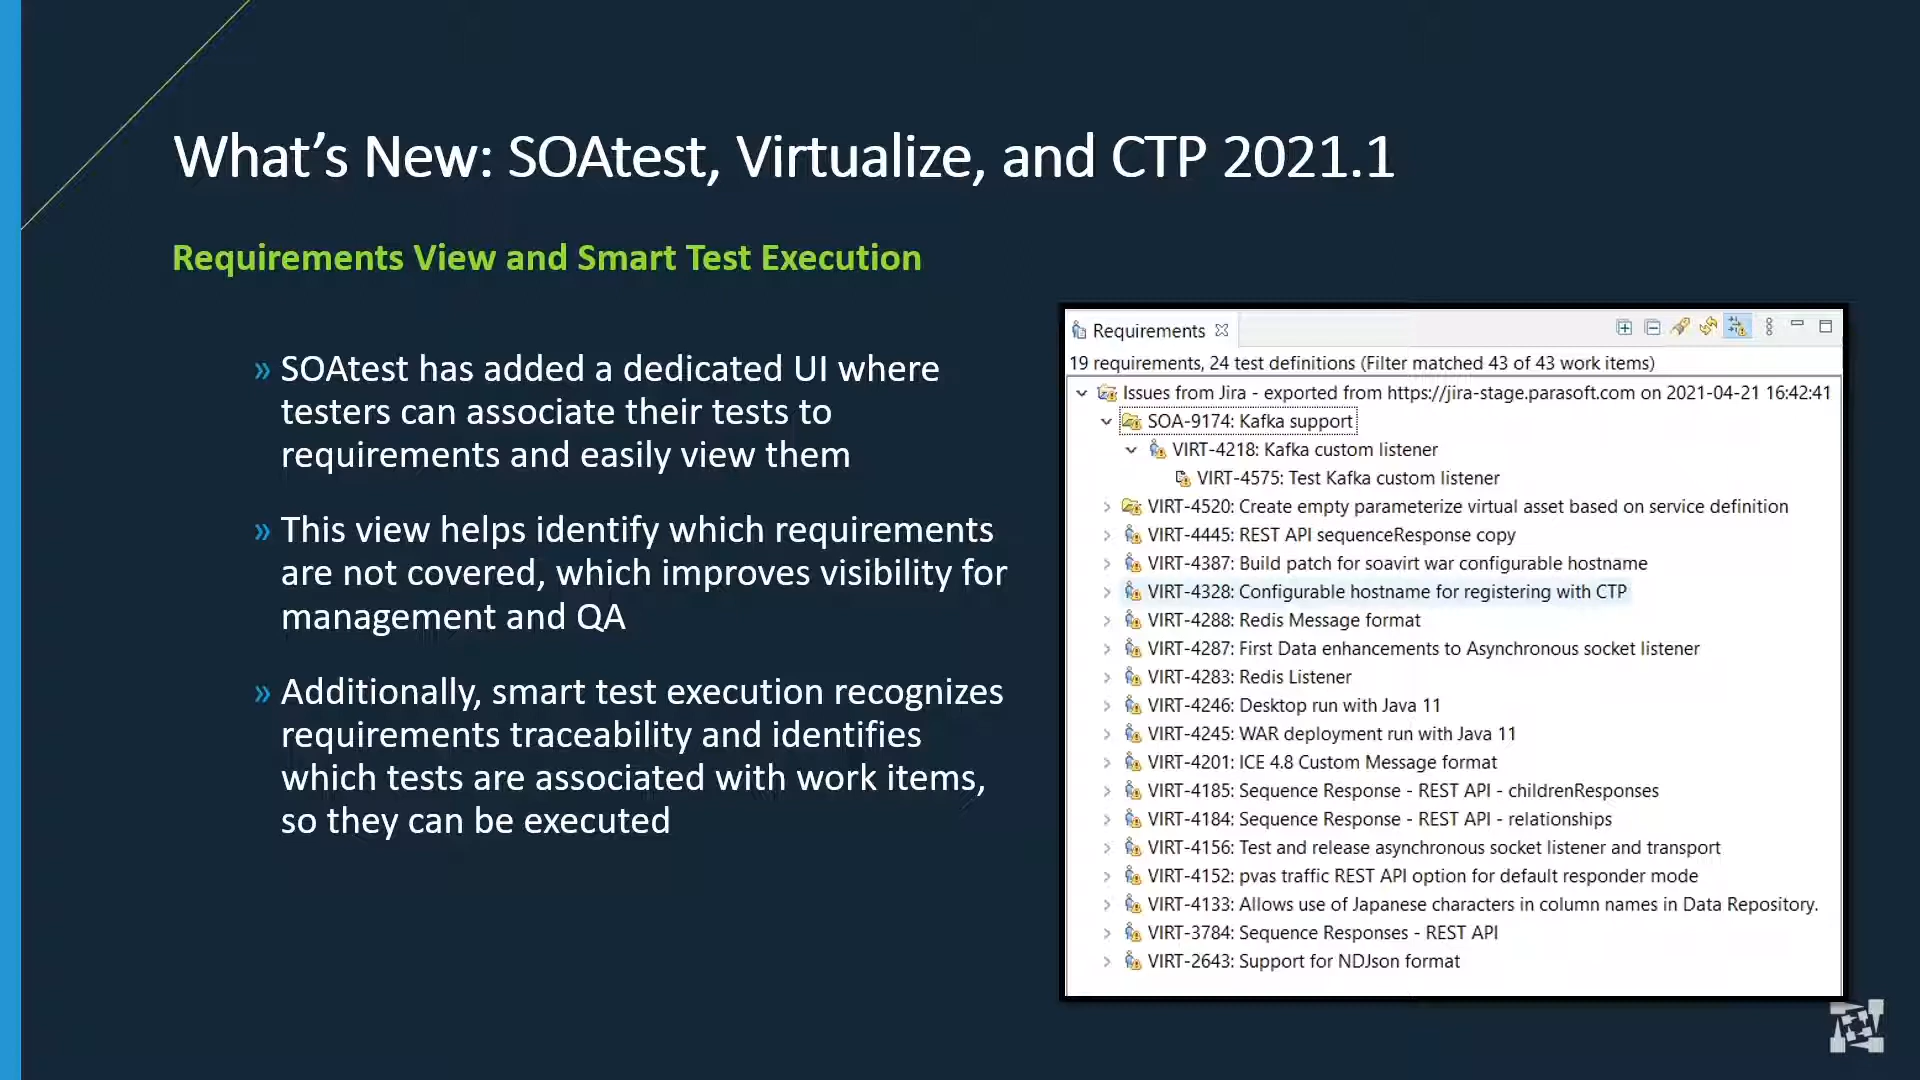 What's New: SOAtest, Virtualize, and CTP 2021.1
Requirements View and Smart Test Execution
» SOAtest has added a dedicated UI where
testers can associate their tests to
requirements and easily view them
» This view helps identify which requirements
are not covered, which improves visibility for
management and QA
» Additionally, smart test execution recognizes
requirements traceability and identifies
which tests are associated with work items,
so they can be executed
Requirements
19 requirements, 24 test definitions (Filter matched 43 of 43 work items)
Issues from Jira - exported from https://jira-stage.parasoft.com on 2021-04-21 16:42:41
SOA-9174: Kafka support
VIRT-4218: Kafka custom listener
VIRT-4575: Test Kafka custom listener
VIRT-4520: Create empty parameterize virtual asset based on service definition
VIRT-4445: REST API sequenceResponse copy
VIRT-4387: Build patch for soavirt war configurable hostname
VIRT-4328: Configurable hostname for registering with CTP
VIRT-4288: Redis Message format
VIRT-4287: First Data enhancements to Asynchronous socket listener
VIRT-4283: Redis Listener
VIRT-4246: Desktop run with Java 11
VIRT-4245: WAR deployment run with Java 11
VIRT-4201: ICE 4.8 Custom Message format
VIRT-4185: Sequence Response - REST API - childrenResponses
VIRT-4184: Sequence Response - REST API - relationships
VIRT-4156: Test and release asynchronous socket listener and transport
VIRT-4152: pvas traffic REST API option for default responder mode
VIRT-4133: Allows use of Japanese characters in column names in Data Repository.
VIRT-3784: Sequence Responses - REST API
VIRT-2643: Support for NDJson format